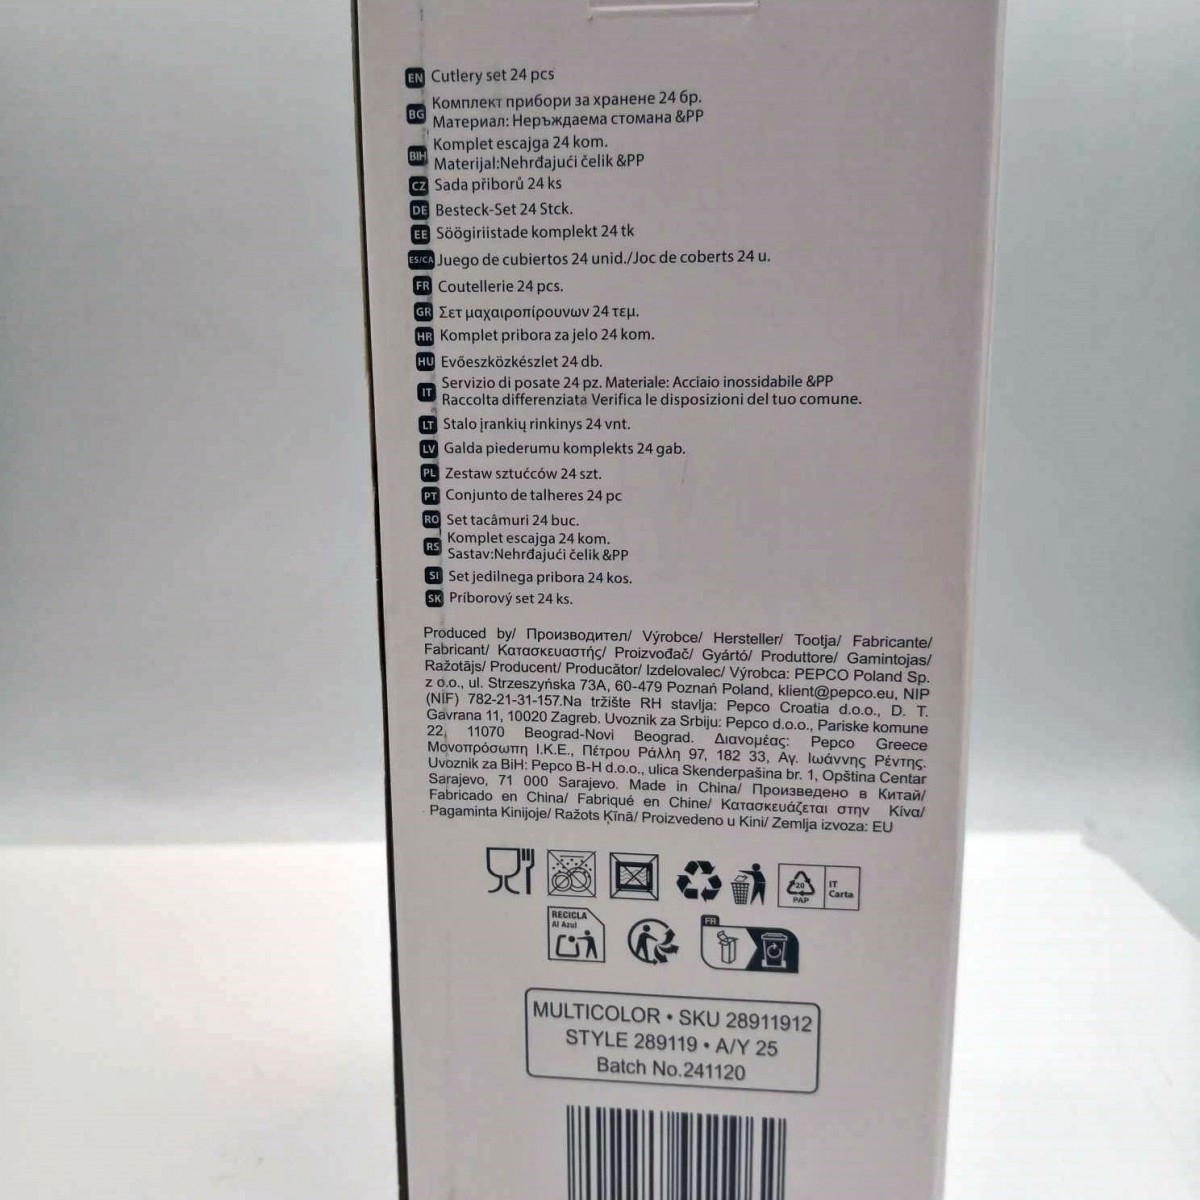 EN Cutlery set 24 pcs
BG Комплект прибори за хранене 24 бр.
Материал: Неръждаема стомана &PP
BIH Komplet escajga 24 kom.
Materijal:Nehrđajući čelik &PP
CZ Sada příborů 24 ks
DE Besteck-Set 24 Stck.
EE Söögiriistade komplekt 24 tk
ES/CA Juego de cubiertos 24 unid./Joc de coberts 24 u.
FR Coutellerie 24 pcs.
GR Σετ μαχαιροπίρουνων 24 τεμ.
HR Komplet pribora za jelo 24 kom.
HU Evőeszközkészlet 24 db.
IT Servizio di posate 24 pz. Materiale: Acciaio inossidabile &PP
Raccolta differenziata Verifica le disposizioni del tuo comune.
LT Stalo įrankių rinkinys 24 vnt.
LV Galda piederumu komplekts 24 gab.
PL Zestaw sztućców 24 szt.
PT Conjunto de talheres 24 pc
RO Set tacâmuri 24 buc.
RS Komplet escajga 24 kom.
Sastav:Nehrđajući čelik &PP
SI Set jedilnega pribora 24 kos.
SK Príborový set 24 ks.
Produced by/ Производител/ Výrobce/ Hersteller/ Tootja/ Fabricante/
Fabricant/ Κατασκευαστής/ Proizvođač/ Gyártó/ Produttore/ Gamintojas/
Ražotājs/ Producent/ Producător/ Izdelovalec/ Výrobca: PEPCO Poland Sp.
z o.o., ul. Strzeszyńska 73A, 60-479 Poznań Poland, klient@pepco.eu, NIP
(NIF) 782-21-31-157.Na tržište RH stavlja: Pepco Croatia d.o.o., D. T.
Gavrana 11, 10020 Zagreb. Uvoznik za Srbiju: Pepco d.o.o., Pariske komune
22, 11070 Beograd-Novi Beograd. Διανομέας: Pepco Greece
Μονοπρόσωπη Ι.Κ.Ε., Πέτρου Ράλλη 97, 182 33, Αγ. Ιωάννης Ρέντης.
Uvoznik za BiH: Pepco B-H d.o.o., ulica Skenderpašina br. 1, Opština Centar
Sarajevo, 71 000 Sarajevo. Made in China/ Произведено в Китай/
Fabricado en China/ Fabriqué en Chine/ Κατασκευάζεται στην Κίνα/
Pagaminta Kinijoje/ Ražots Ķīnā/ Proizvedeno u Kini/ Zemlja izvoza: EU
20
PAP
IT
Carta
RECICLA
Al Azul
FR
MULTICOLOR • SKU 28911912
STYLE 289119 • A/Y 25
Batch No.241120